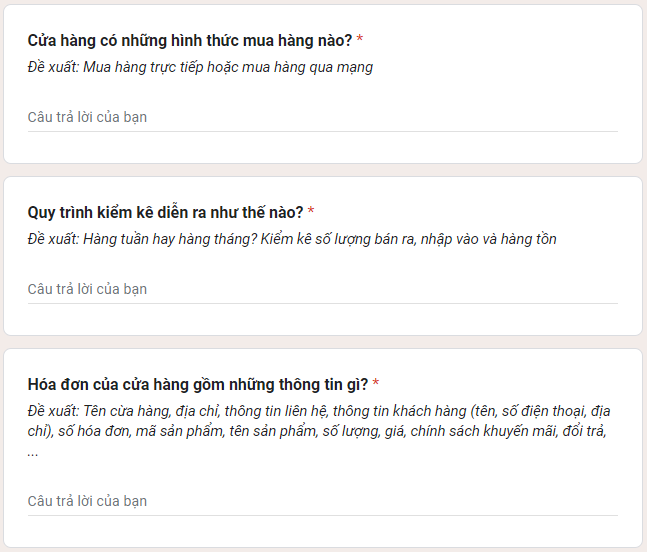 Cửa hàng có những hình thức mua hàng nào? *
Đề xuất: Mua hàng trực tiếp hoặc mua hàng qua mạng
Câu trả lời của bạn
Quy trình kiểm kê diễn ra như thế nào? *
Đề xuất: Hàng tuần hay hàng tháng? Kiểm kê số lượng bán ra, nhập vào và hàng tồn
Câu trả lời của bạn
Hóa đơn của cửa hàng gồm những thông tin gì? *
Đề xuất: Tên cừa hàng, địa chỉ, thông tin liên hệ, thông tin khách hàng (tên, số điện thoại, địa
chỉ), số hóa đơn, mã sản phẩm, tên sản phẩm, số lượng, giá, chính sách khuyến mãi, đổi trả,
...
Câu trả lời của bạn